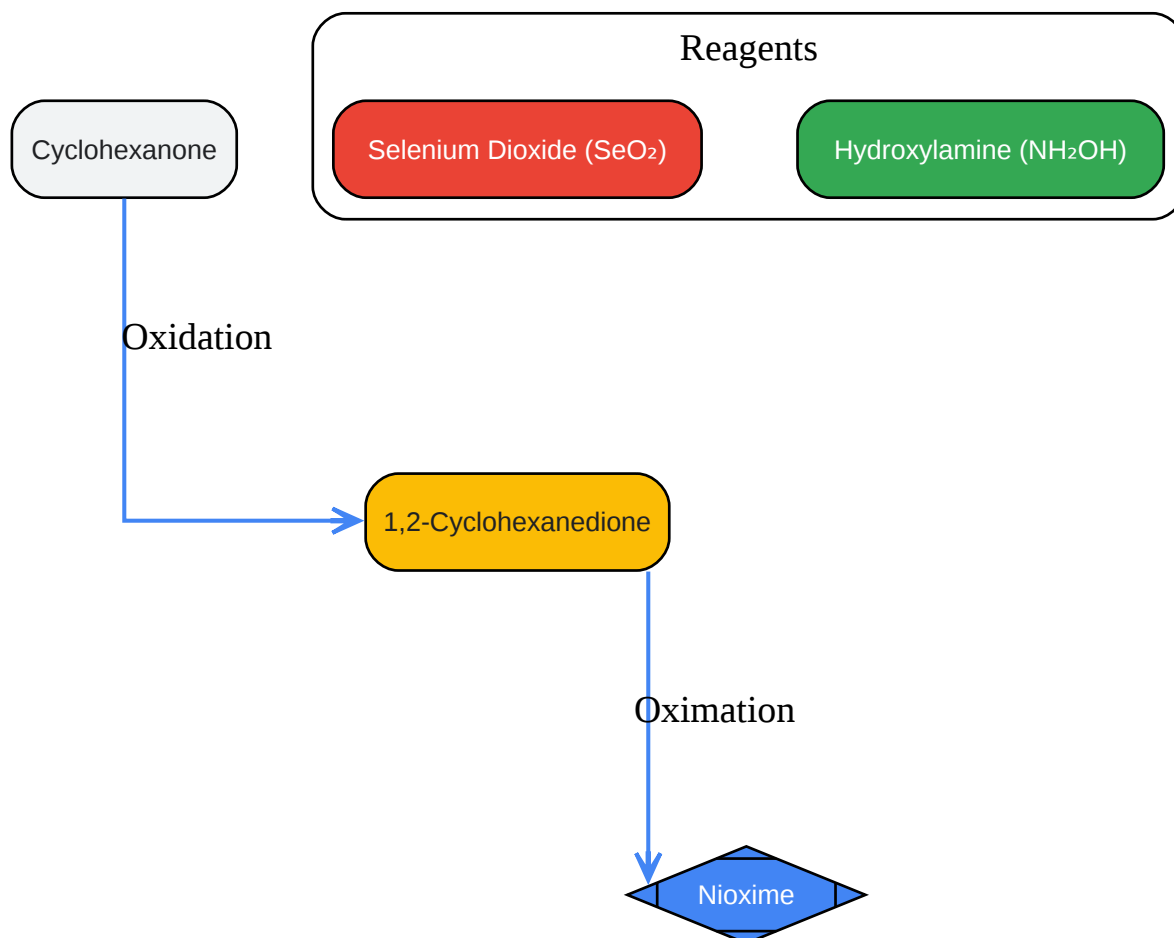 Reagents
Cyclohexanone
Selenium Dioxide (SeO₂)
Hydroxylamine (NH₂OH)
Oxidation
1,2-Cyclohexanedione
Oximation
Nioxime